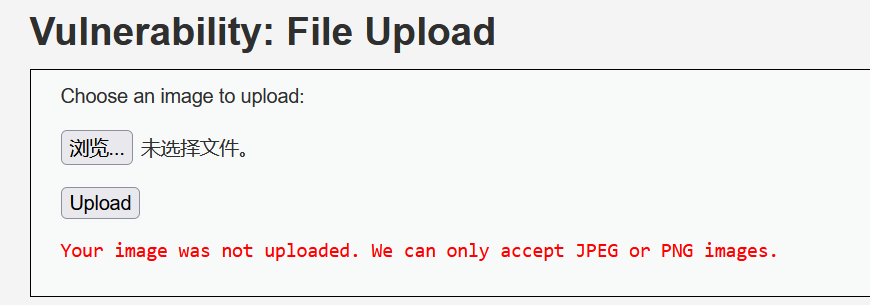 Vulnerability: File Upload
Choose an image to upload:
浏览... 未选择文件。
Upload
Your image was not uploaded. We can only accept JPEG or PNG images.